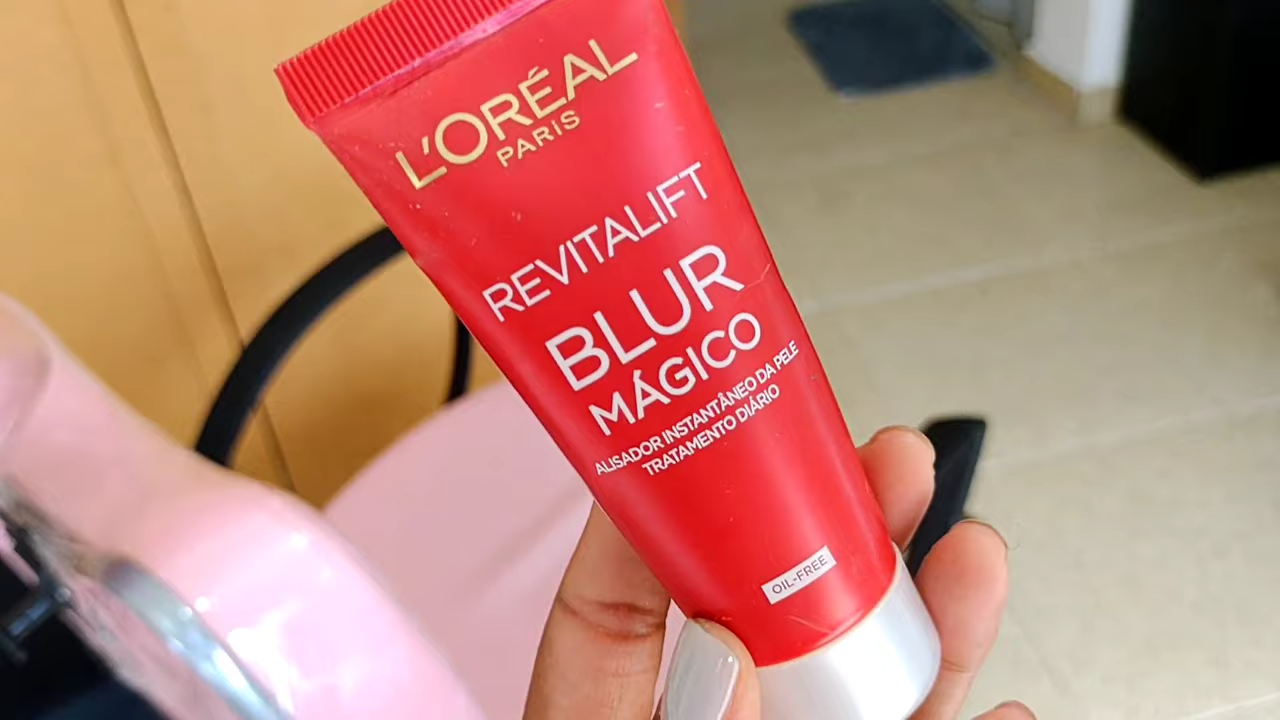 L'ORÉAL
PARIS
REVITALIFT
BLUR
MÁGICO
ALISADOR INSTANTÂNEO DA PELE
TRATAMENTO DIÁRIO
OIL-FREE